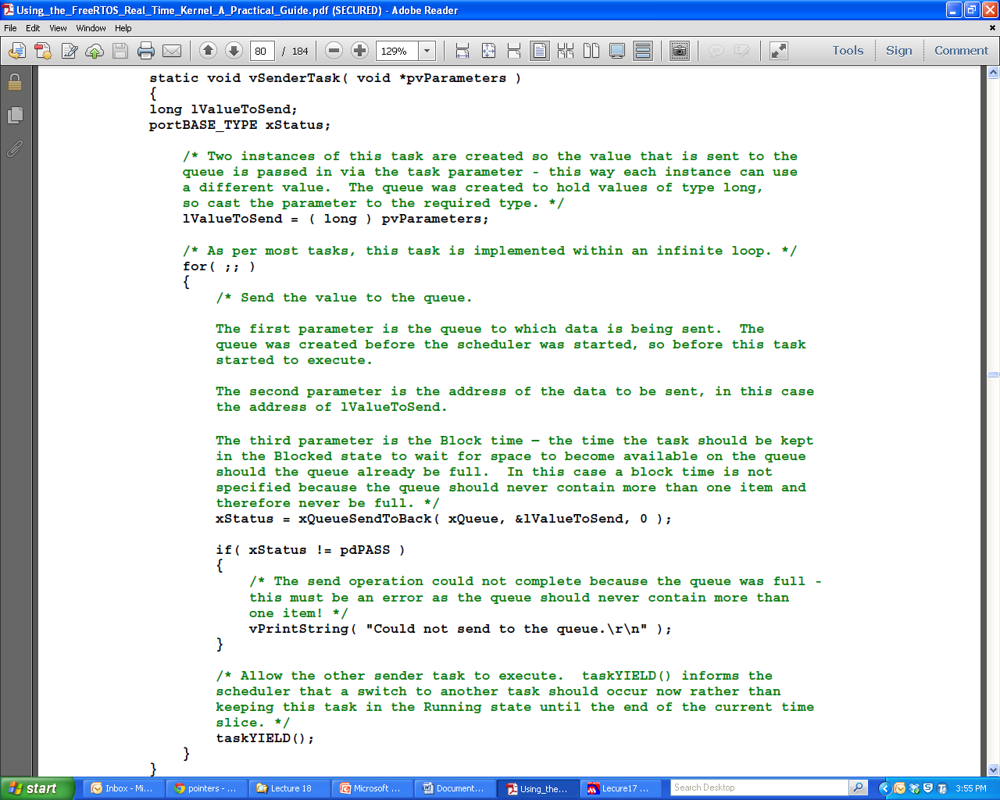 Using_the_FreeRTOS_Real_Time_Kernel_A_Practical_Guide.pdf (SECURED) - Adobe Reader
File Edit View Window Help
80 / 184 129% Tools Sign Comment
static void vSenderTask( void *pvParameters )
{
long lValueToSend;
portBASE_TYPE xStatus;
/* Two instances of this task are created so the value that is sent to the
queue is passed in via the task parameter - this way each instance can use
a different value.  The queue was created to hold values of type long,
so cast the parameter to the required type. */
lValueToSend = ( long ) pvParameters;
/* As per most tasks, this task is implemented within an infinite loop. */
for( ;; )
{
/* Send the value to the queue.
The first parameter is the queue to which data is being sent.  The
queue was created before the scheduler was started, so before this task
started to execute.
The second parameter is the address of the data to be sent, in this case
the address of lValueToSend.
The third parameter is the Block time – the time the task should be kept
in the Blocked state to wait for space to become available on the queue
should the queue already be full.  In this case a block time is not
specified because the queue should never contain more than one item and
therefore never be full. */
xStatus = xQueueSendToBack( xQueue, &lValueToSend, 0 );
if( xStatus != pdPASS )
{
/* The send operation could not complete because the queue was full -
this must be an error as the queue should never contain more than
one item! */
vPrintString( "Could not send to the queue.\r\n" );
}
/* Allow the other sender task to execute.  taskYIELD() informs the
scheduler that a switch to another task should occur now rather than
keeping this task in the Running state until the end of the current time
slice. */
taskYIELD();
}
}
start Inbox - Mi... pointers - ... Lecture 18 Microsoft ... Document... Using_the... Lecure17 ... Search Desktop 3:55 PM